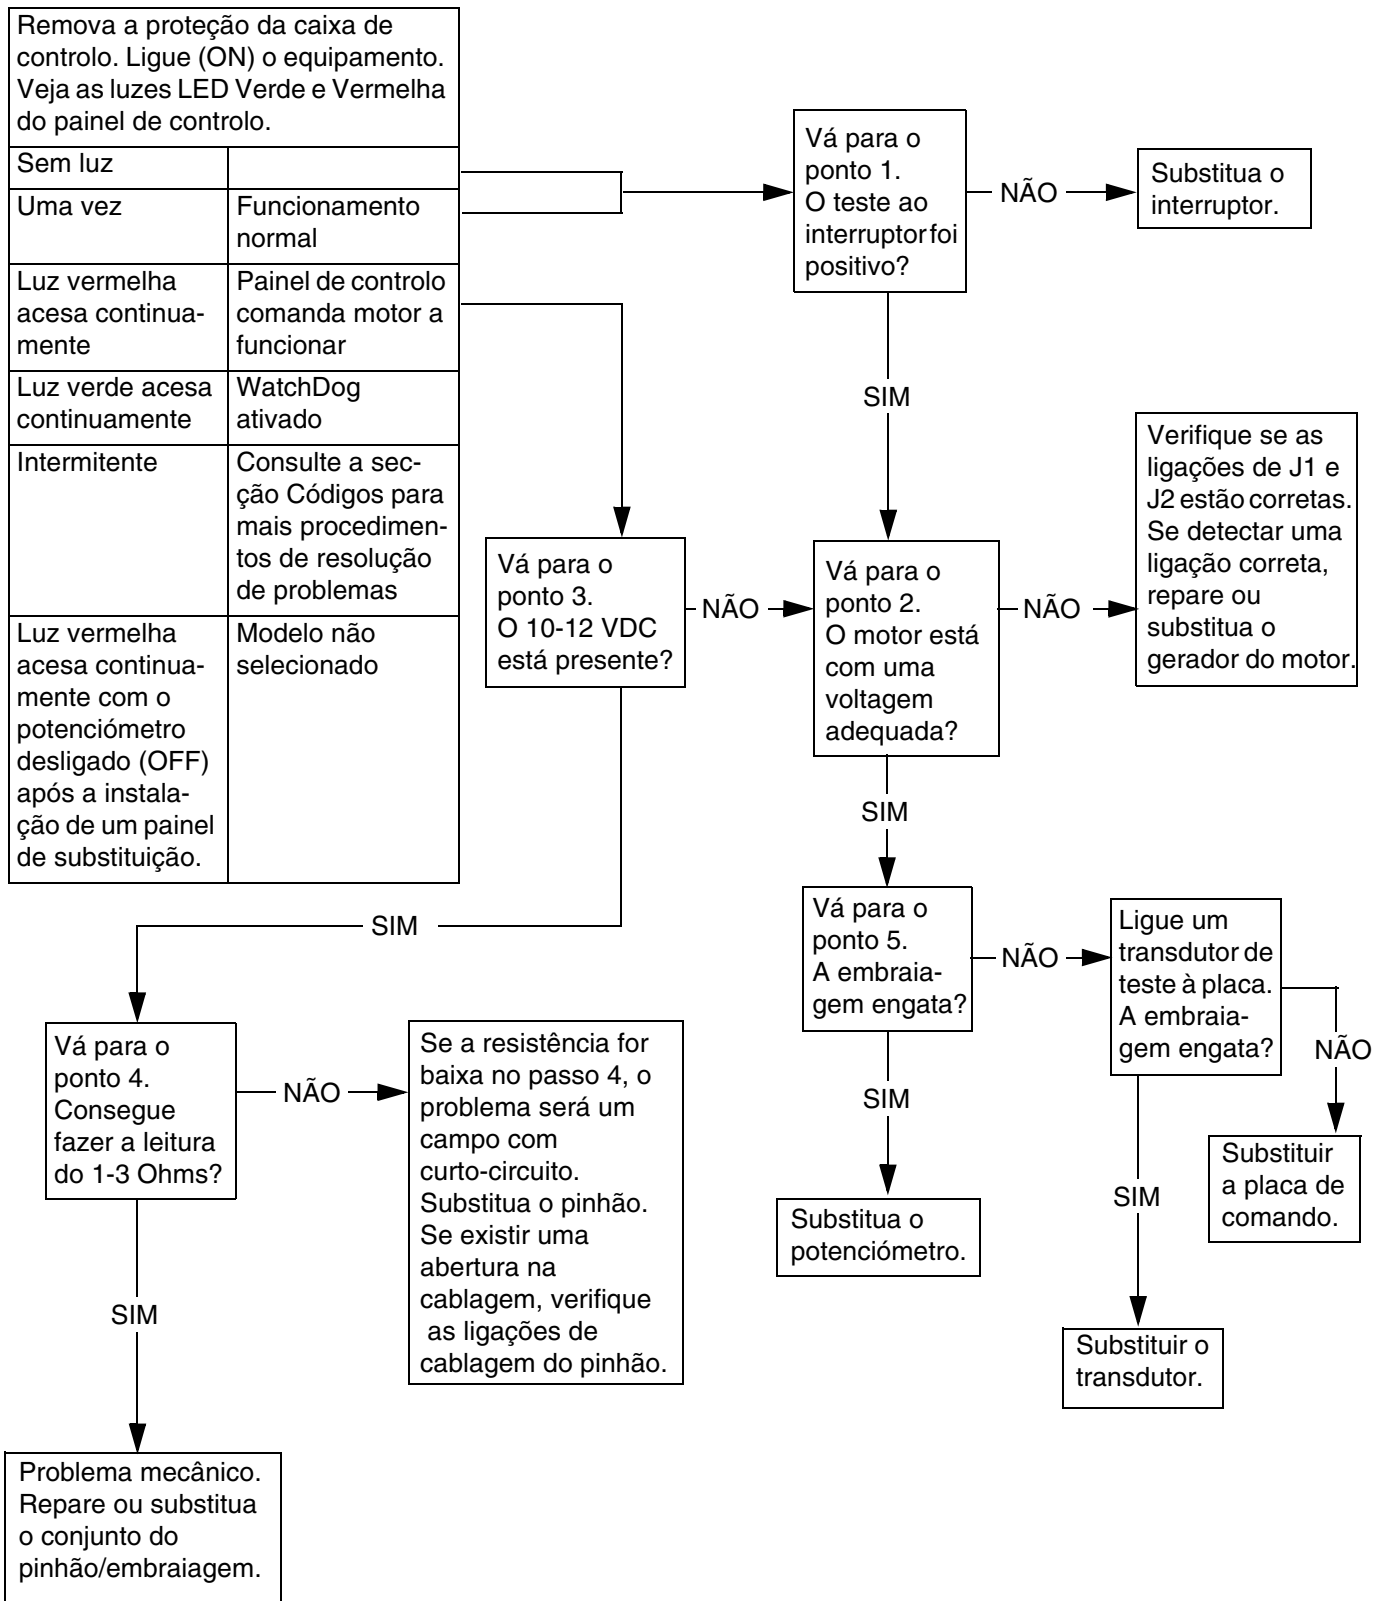 Remova a proteção da caixa de
controlo. Ligue (ON) o equipamento.
Veja as luzes LED Verde e Vermelha
do painel de controlo.
Sem luz
Uma vez
Funcionamento
normal
Luz vermelha
acesa continua-
mente
Painel de controlo
comanda motor a
funcionar
Luz verde acesa
continuamente
WatchDog
ativado
Intermitente
Consulte a sec-
ção Códigos para
mais procedimen-
tos de resolução
de problemas
Luz vermelha
acesa continua-
mente com o
potenciómetro
desligado (OFF)
após a instala-
ção de um painel
de substituição.
Modelo não
selecionado
Vá para o
ponto 1.
O teste ao
interruptor foi
positivo?
NÃO
Substitua o
interruptor.
SIM
Vá para o
ponto 3.
O 10-12 VDC
está presente?
NÃO
Vá para o
ponto 2.
O motor está
com uma
voltagem
adequada?
NÃO
Verifique se as
ligações de J1 e
J2 estão corretas.
Se detectar uma
ligação correta,
repare ou
substitua o
gerador do motor.
SIM
SIM
Vá para o
ponto 5.
A embraia-
gem engata?
NÃO
Ligue um
transdutor de
teste à placa.
A embraia-
gem engata?
NÃO
Substituir
a placa de
comando.
SIM
Substituir o
transdutor.
SIM
Substitua o
potenciómetro.
Vá para o
ponto 4.
Consegue
fazer a leitura
do 1-3 Ohms?
NÃO
Se a resistência for
baixa no passo 4, o
problema será um
campo com
curto-circuito.
Substitua o pinhão.
Se existir uma
abertura na
cablagem, verifique
as ligações de
cablagem do pinhão.
SIM
Problema mecânico.
Repare ou substitua
o conjunto do
pinhão/embraiagem.